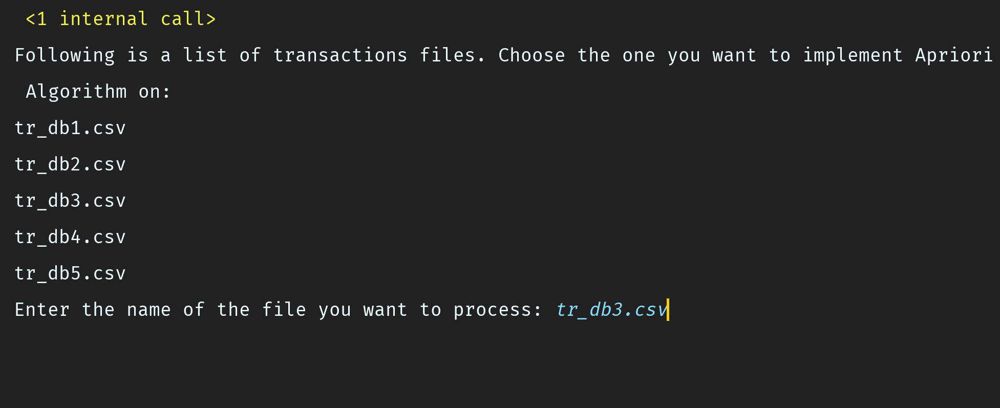 <1 internal call>
Following is a list of transactions files. Choose the one you want to implement Apriori
Algorithm on:
tr_db1.csv
tr_db2.csv
tr_db3.csv
tr_db4.csv
tr_db5.csv
Enter the name of the file you want to process: tr_db3.csv